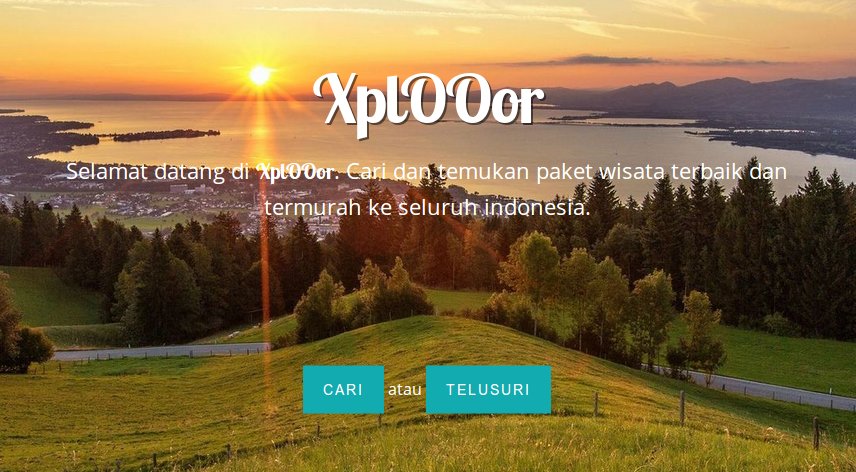 XplOOor
Selamat datang di XplOOor. Cari dan temukan paket wisata terbaik dan
termurah ke seluruh indonesia.
CARI atau TELUSURI